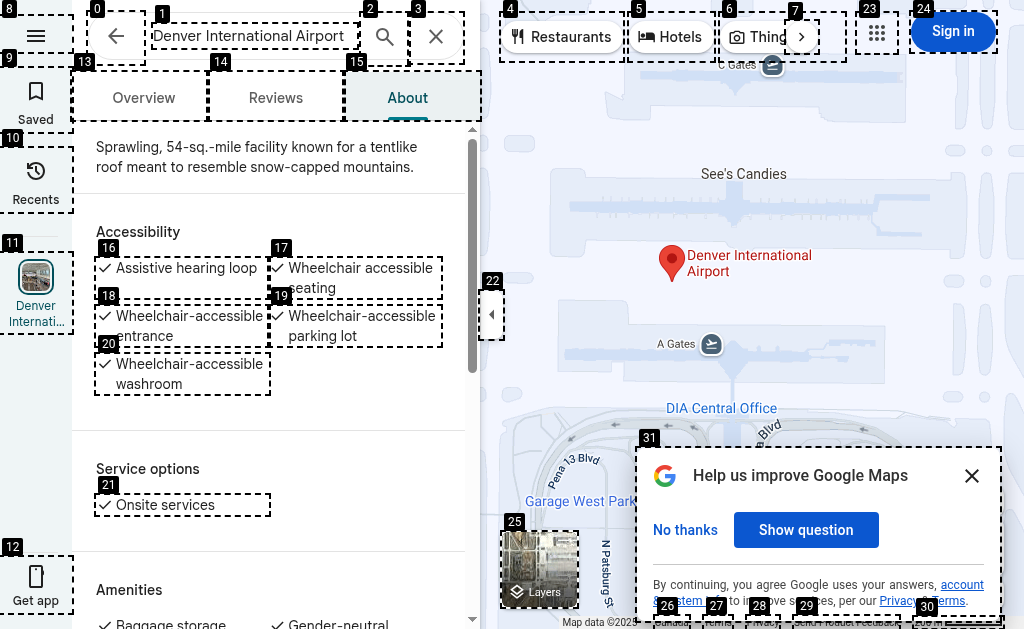 Denver International Airport
Restaurants
Hotels
Thing
Sign in
Saved
Recents
Denver
Internati...
Get app
Overview
Reviews
About
Sprawling, 54-sq.-mile facility known for a tentlike
roof meant to resemble snow-capped mountains.
Accessibility
Assistive hearing loop
Wheelchair accessible
seating
Wheelchair-accessible
entrance
Wheelchair-accessible
parking lot
Wheelchair-accessible
washroom
Service options
Onsite services
Amenities
Baggage storage
Gender-neutral
C Gates
See's Candies
Denver International
Airport
A Gates
DIA Central Office
Blvd
Pena 13 Blvd
Garage West Park
N Patsburg St
Layers
Map data ©2025
Help us improve Google Maps
No thanks
Show question
By continuing, you agree Google uses your answers, account
& system info to improve services, per our Privacy & Terms.
0
1
2
3
4
5
6
7
8
9
10
11
12
13
14
15
16
17
18
19
20
21
22
23
24
25
26
27
28
29
30
31